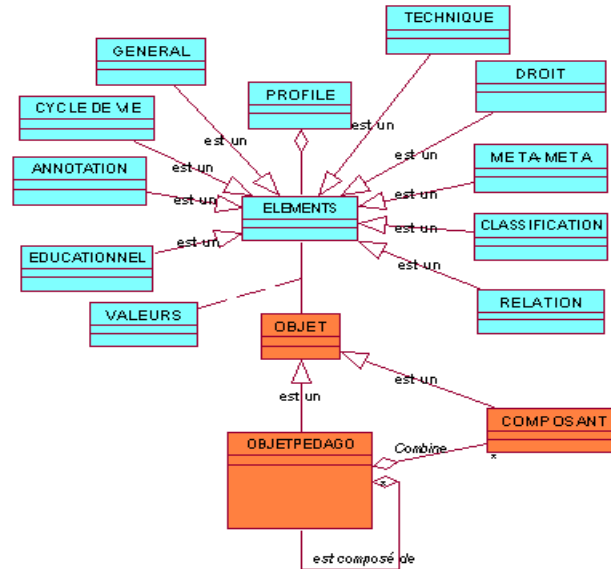 TECHNIQUE
GENERAL
DROIT
PROFILE
CYCLE DE VIE
est un
est un
est un
META-META
ANNOTATION
est un
est un
est un
est un
ELEMENTS
CLASSIFICATION
est un
EDUCATIONNEL
est un
est un
VALEURS
RELATION
OBJET
est un
est un
COMPOSANT
OBJETPEDAGO
Combine
*
*
est composé de